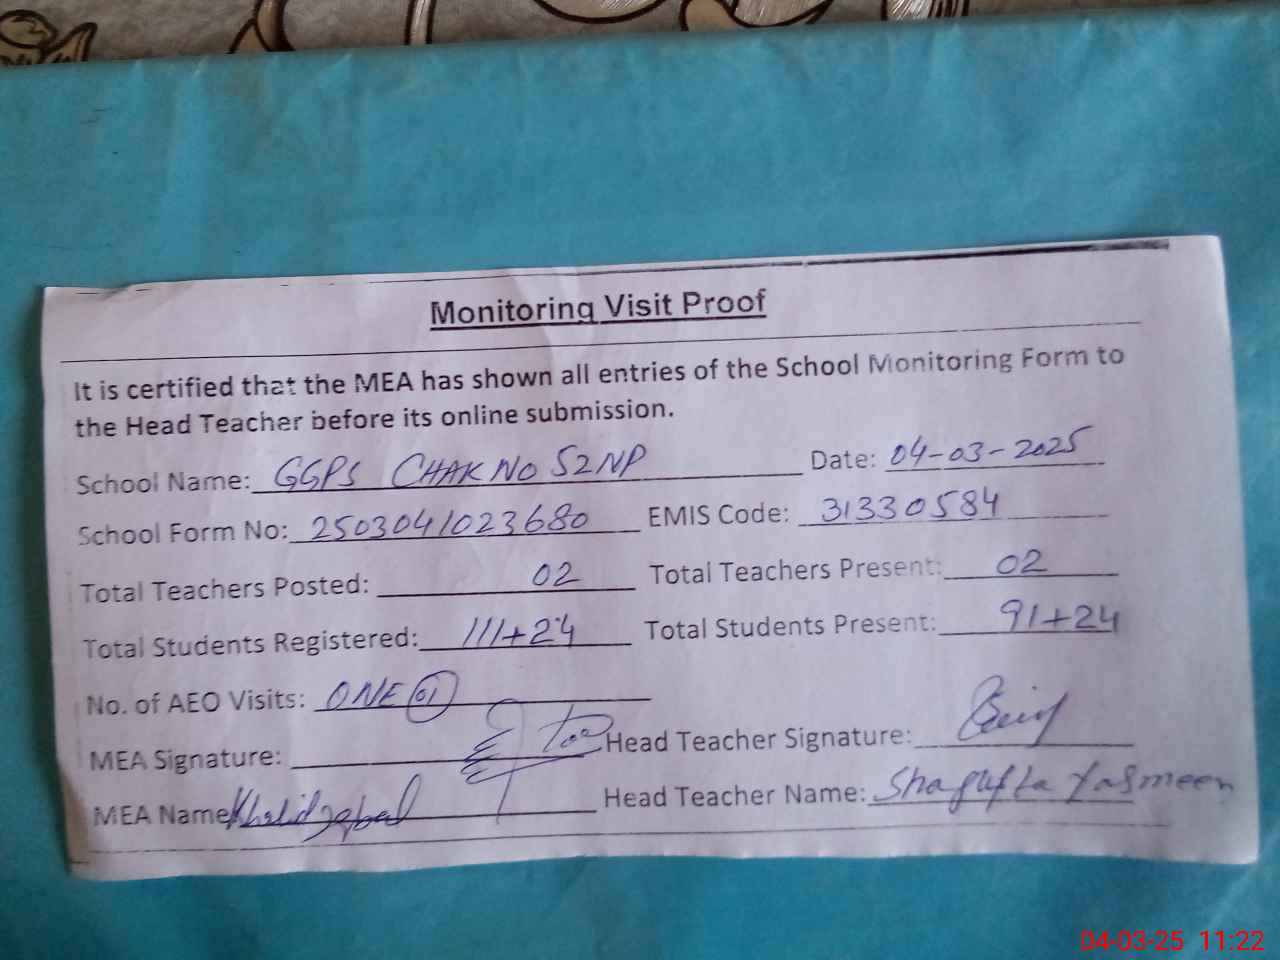 Monitoring Visit Proof
It is certified that the MEA has shown all entries of the School Monitoring Form to
the Head Teacher before its online submission.
School Name: GGPS CHAK NO 52NP Date: 04-03-2025
School Form No: 2503041023680 EMIS Code: 31330584
Total Teachers Posted: 02 Total Teachers Present: 02
Total Students Registered: 111+24 Total Students Present: 91+24
No. of AEO Visits: ONE 01
MEA Signature: Head Teacher Signature:
MEA Name Khalid Iqbal Head Teacher Name: Shagufta Yasmeen
04-03-25 11:22